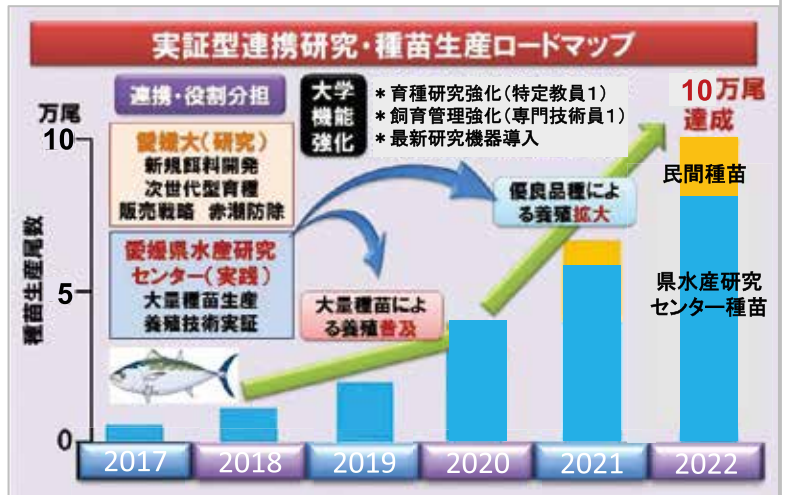 実証型連携研究・種苗生産ロードマップ
連携・役割分担
大学
機能
強化
＊育種研究強化(特定教員1)
＊飼育管理強化(専門技術員1)
＊最新研究機器導入
10万尾
達成
万尾
10
5
0
種苗生産尾数
愛媛大(研究)
新規餌料開発
次世代型育種
販売戦略 赤潮防除
愛媛県水産研究
センター(実践)
大量種苗生産
養殖技術実証
優良品種によ
る養殖拡大
大量種苗によ
る養殖普及
民間種苗
県水産研究
センター種苗
2017
2018
2019
2020
2021
2022